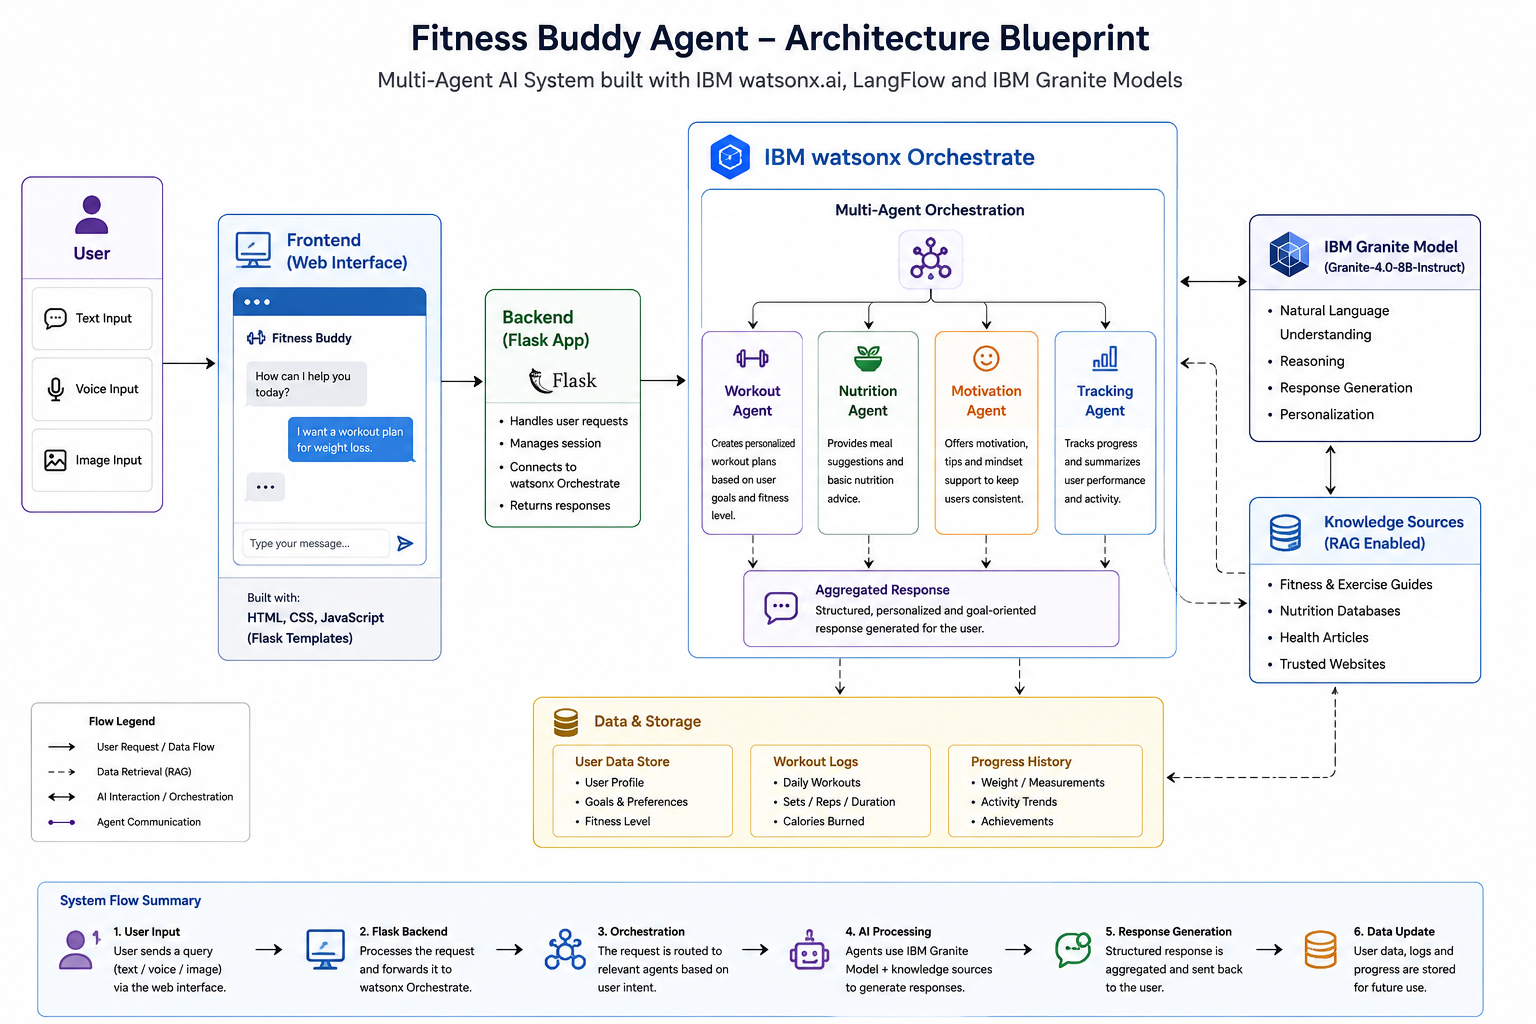 Fitness Buddy Agent – Architecture Blueprint
Multi-Agent AI System built with IBM watsonx.ai, LangFlow and IBM Granite Models
User
Text Input
Voice Input
Image Input
Frontend
(Web Interface)
Fitness Buddy
How can I help you
today?
I want a workout plan
for weight loss.
Type your message...
Built with:
HTML, CSS, JavaScript
(Flask Templates)
Backend
(Flask App)
Flask
• Handles user requests
• Manages session
• Connects to
watsonx Orchestrate
• Returns responses
IBM watsonx Orchestrate
Multi-Agent Orchestration
Workout
Agent
Creates personalized
workout plans
based on user
goals and fitness
level.
Nutrition
Agent
Provides meal
suggestions and
basic nutrition
advice.
Motivation
Agent
Offers motivation,
tips and mindset
support to keep
users consistent.
Tracking
Agent
Tracks progress
and summarizes
user performance
and activity.
Aggregated Response
Structured, personalized and goal-oriented
response generated for the user.
IBM Granite Model
(Granite-4.0-8B-Instruct)
• Natural Language
Understanding
• Reasoning
• Response Generation
• Personalization
Knowledge Sources
(RAG Enabled)
• Fitness & Exercise Guides
• Nutrition Databases
• Health Articles
• Trusted Websites
Data & Storage
User Data Store
• User Profile
• Goals & Preferences
• Fitness Level
Workout Logs
• Daily Workouts
• Sets / Reps / Duration
• Calories Burned
Progress History
• Weight / Measurements
• Activity Trends
• Achievements
Flow Legend
User Request / Data Flow
Data Retrieval (RAG)
AI Interaction / Orchestration
Agent Communication
System Flow Summary
1. User Input
User sends a query
(text / voice / image)
via the web interface.
2. Flask Backend
Processes the request
and forwards it to
watsonx Orchestrate.
3. Orchestration
The request is routed to
relevant agents based on
user intent.
4. AI Processing
Agents use IBM Granite
Model + knowledge sources
to generate responses.
5. Response Generation
Structured response is
aggregated and sent back
to the user.
6. Data Update
User data, logs and
progress are stored
for future use.